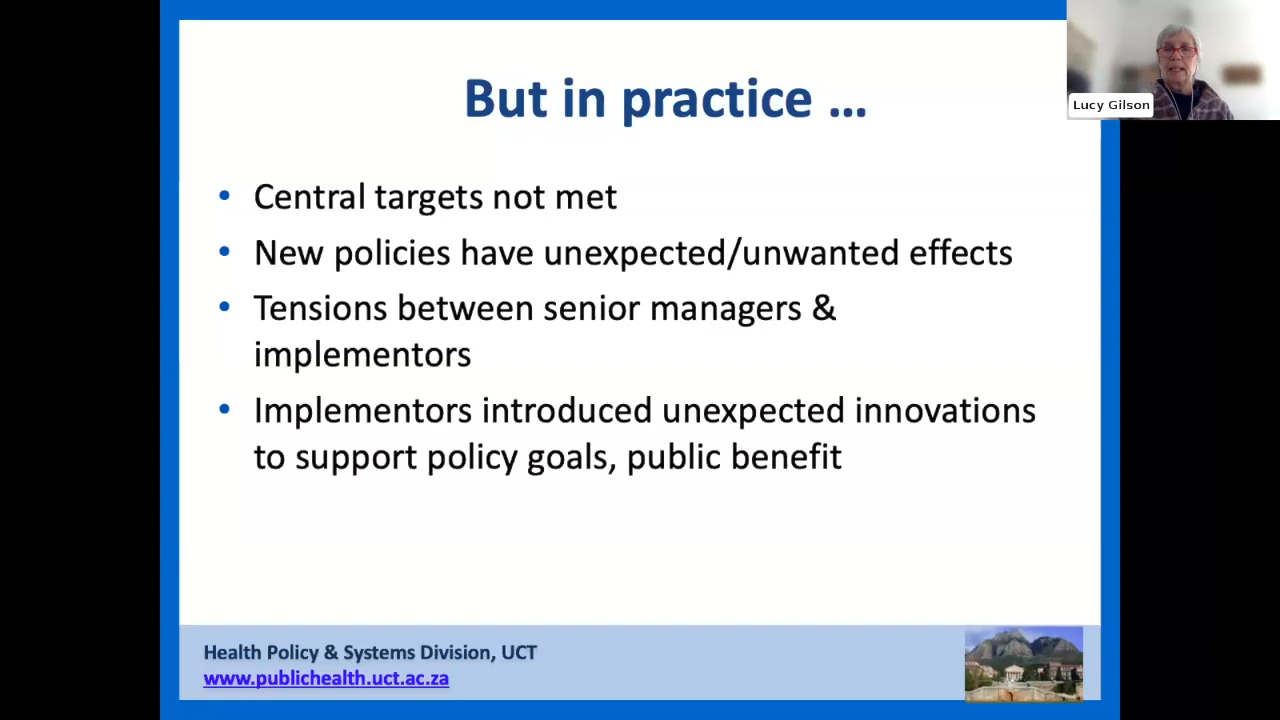 But in practice ...
Lucy Gilson
• Central targets not met
• New policies have unexpected/unwanted effects
• Tensions between senior managers &
implementors
• Implementors introduced unexpected innovations
to support policy goals, public benefit
Health Policy & Systems Division, UCT
www.publichealth.uct.ac.za